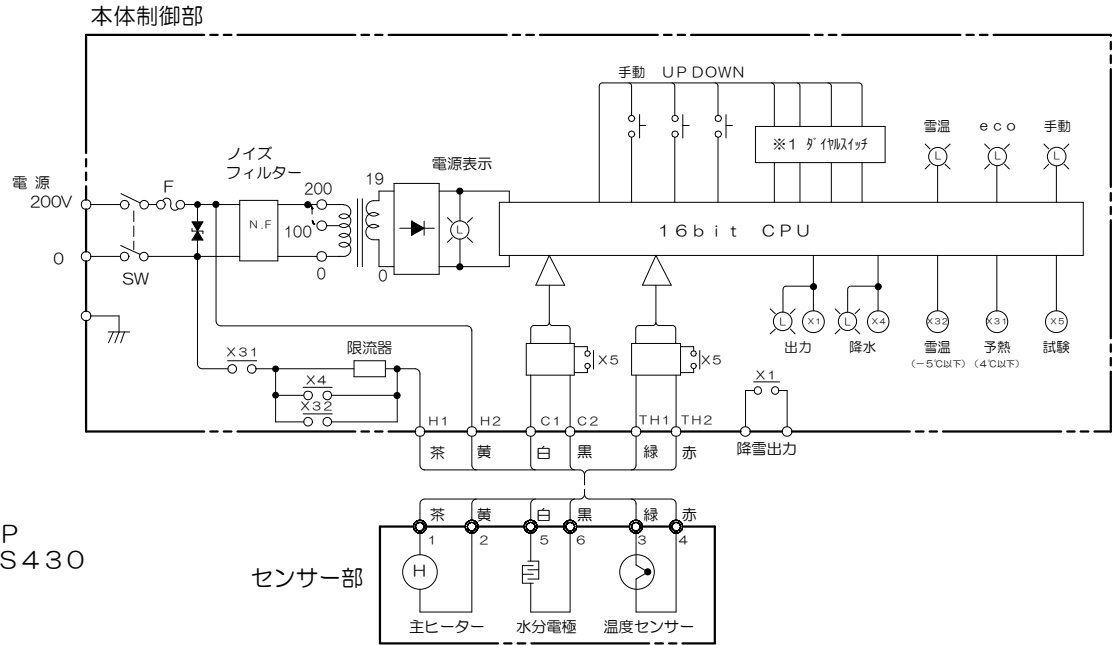 本体制御部
手動 UP DOWN
※1 ダイヤルスイッチ
雪温
eco
手動
L
L
L
電源
200V
0
F
SW
ノイズ
フィルター
N.F
200
100
0
19
0
電源表示
L
16bit CPU
L
X1
L
X4
X32
X31
X5
出力
降水
雪温
(-5℃以下)
予熱
(4℃以下)
試験
X31
限流器
X4
X32
X5
X5
X1
降雪出力
H1
H2
C1
C2
TH1
TH2
茶
黄
白
黒
緑
赤
茶
黄
白
黒
緑
赤
1
2
5
6
3
4
P
S430
センサー部
H
主ヒーター
水分電極
温度センサー